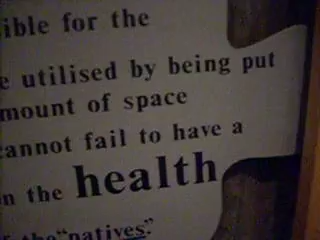 ible for the
e utilised by being put
mount of space
cannot fail to have a
n the health
the "natives."